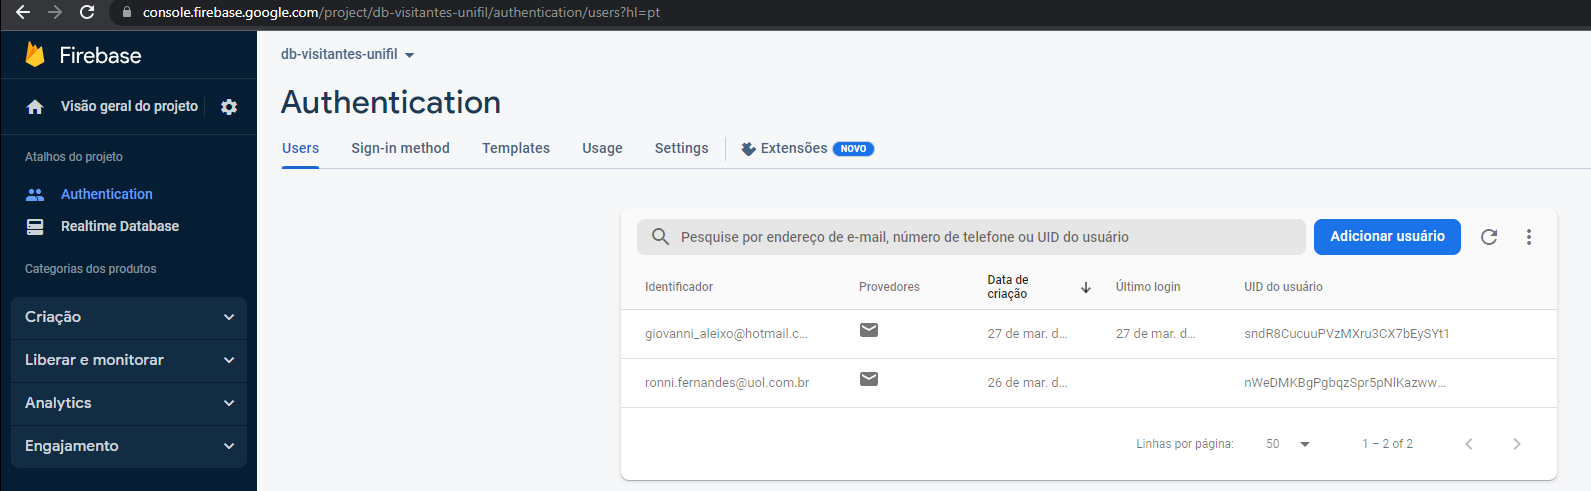 console.firebase.google.com/project/db-visitantes-unifil/authentication/users?hl=pt
Firebase
Visão geral do projeto
Atalhos do projeto
Authentication
Realtime Database
Categorias dos produtos
Criação
Liberar e monitorar
Analytics
Engajamento
db-visitantes-unifil
Authentication
Users Sign-in method Templates Usage Settings Extensões NOVO
Pesquise por endereço de e-mail, número de telefone ou UID do usuário Adicionar usuário
Identificador Provedores Data de criação Último login UID do usuário
giovanni_aleixo@hotmail.c... 27 de mar. d... 27 de mar. d... sndR8CucuuPVzMXru3CX7bEySYt1
ronni.fernandes@uol.com.br 26 de mar. d... nWeDMKBgPgbqzSpr5pNlKazww...
Linhas por página: 50 1 – 2 of 2